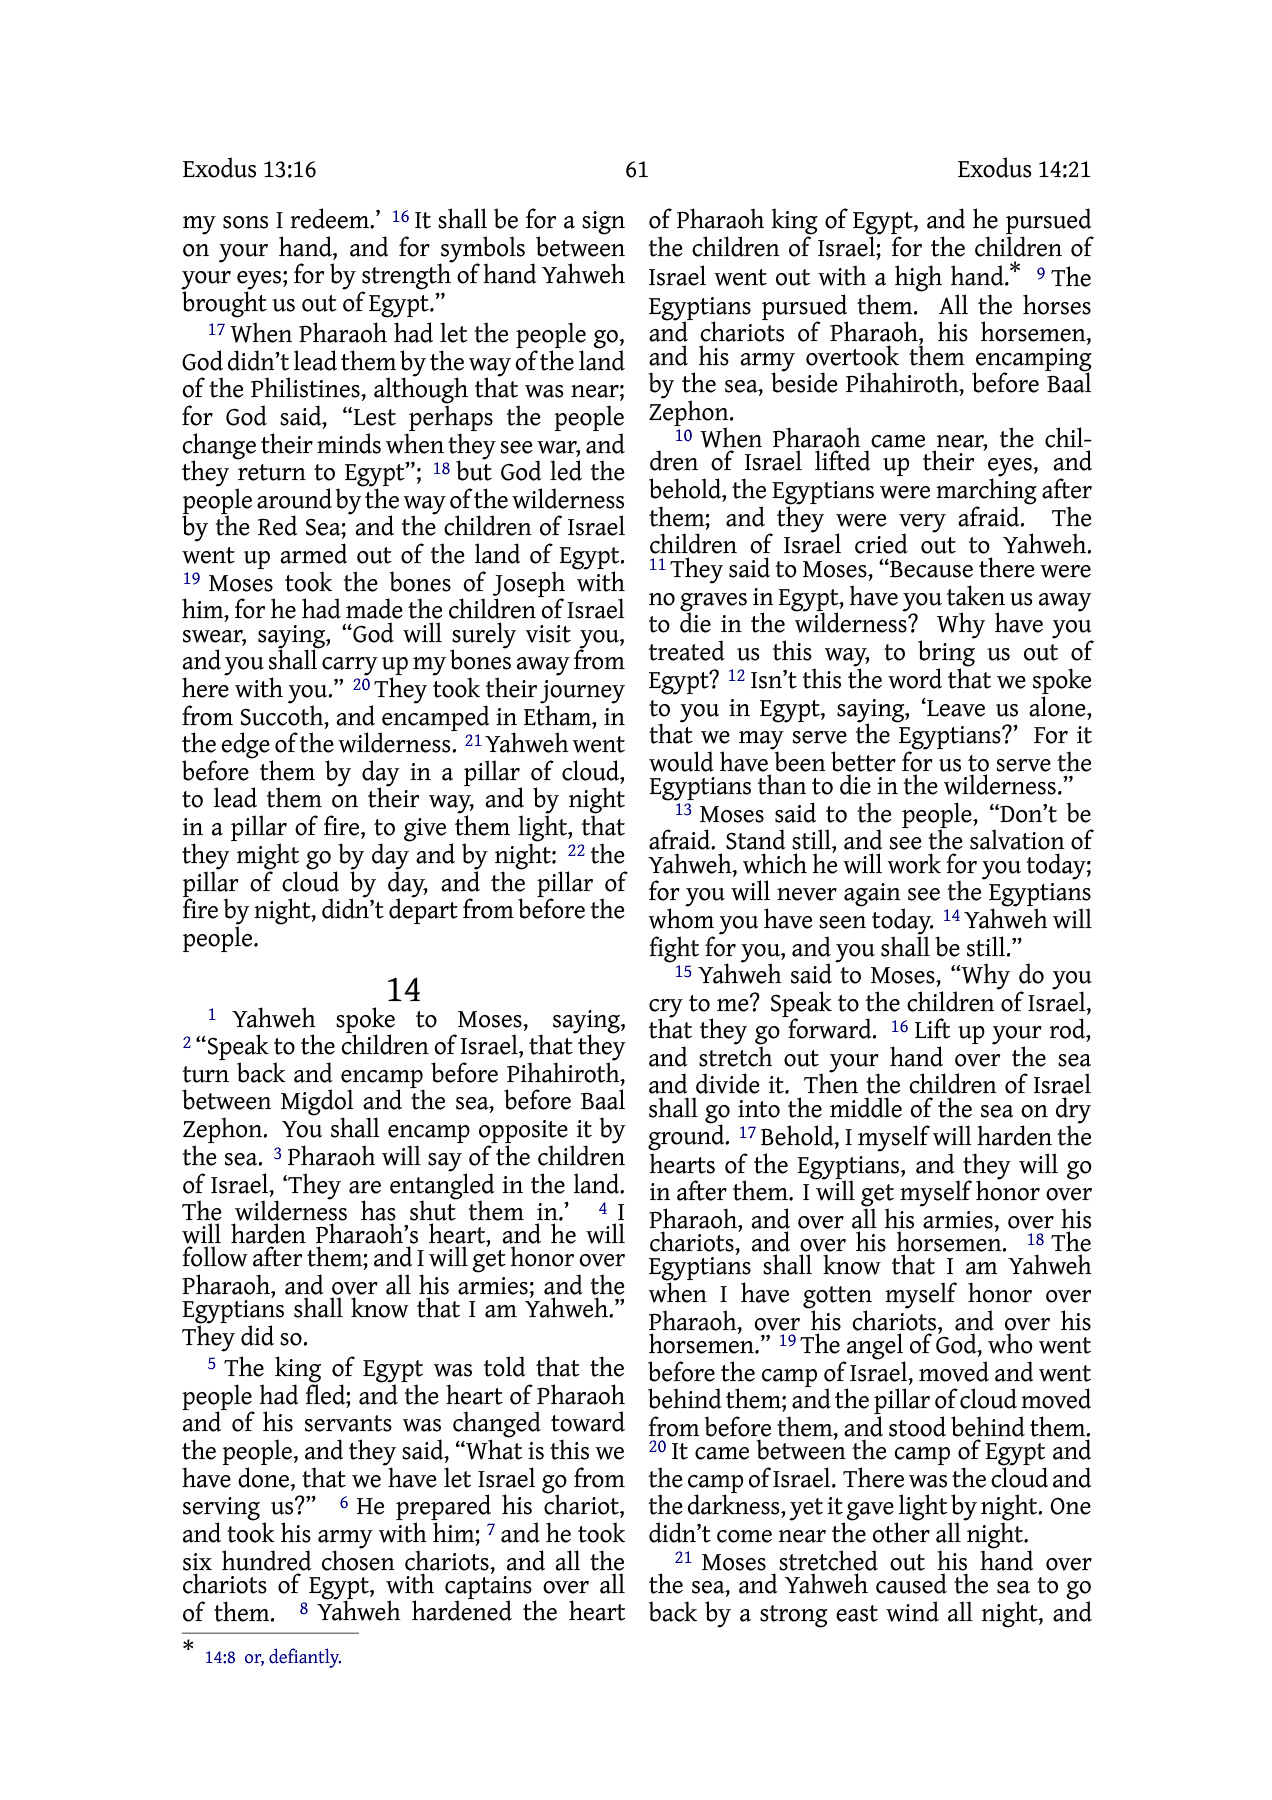 Exodus 13:16 61 Exodus 14:21
my sons I redeem.’ 16 It shall be for a sign
on your hand, and for symbols between
your eyes; for by strength of hand Yahweh
brought us out of Egypt.”
17 When Pharaoh had let the people go,
God didn’t lead them by the way of the land
of the Philistines, although that was near;
for God said, “Lest perhaps the people
change their minds when they see war, and
they return to Egypt”; 18 but God led the
people around by the way of the wilderness
by the Red Sea; and the children of Israel
went up armed out of the land of Egypt.
19 Moses took the bones of Joseph with
him, for he had made the children of Israel
swear, saying, “God will surely visit you,
and you shall carry up my bones away from
here with you.” 20 They took their journey
from Succoth, and encamped in Etham, in
the edge of the wilderness. 21 Yahweh went
before them by day in a pillar of cloud,
to lead them on their way, and by night
in a pillar of fire, to give them light, that
they might go by day and by night: 22 the
pillar of cloud by day, and the pillar of
fire by night, didn’t depart from before the
people.
14
1 Yahweh spoke to Moses, saying,
2 “Speak to the children of Israel, that they
turn back and encamp before Pihahiroth,
between Migdol and the sea, before Baal
Zephon. You shall encamp opposite it by
the sea. 3 Pharaoh will say of the children
of Israel, ‘They are entangled in the land.
The wilderness has shut them in.’ 4 I
will harden Pharaoh’s heart, and he will
follow after them; and I will get honor over
Pharaoh, and over all his armies; and the
Egyptians shall know that I am Yahweh.”
They did so.
5 The king of Egypt was told that the
people had fled; and the heart of Pharaoh
and of his servants was changed toward
the people, and they said, “What is this we
have done, that we have let Israel go from
serving us?” 6 He prepared his chariot,
and took his army with him; 7 and he took
six hundred chosen chariots, and all the
chariots of Egypt, with captains over all
of them. 8 Yahweh hardened the heart
* 14:8 or, defiantly.
of Pharaoh king of Egypt, and he pursued
the children of Israel; for the children of
Israel went out with a high hand.* 9 The
Egyptians pursued them. All the horses
and chariots of Pharaoh, his horsemen,
and his army overtook them encamping
by the sea, beside Pihahiroth, before Baal
Zephon.
10 When Pharaoh came near, the chil-
dren of Israel lifted up their eyes, and
behold, the Egyptians were marching after
them; and they were very afraid. The
children of Israel cried out to Yahweh.
11 They said to Moses, “Because there were
no graves in Egypt, have you taken us away
to die in the wilderness? Why have you
treated us this way, to bring us out of
Egypt? 12 Isn’t this the word that we spoke
to you in Egypt, saying, ‘Leave us alone,
that we may serve the Egyptians?’ For it
would have been better for us to serve the
Egyptians than to die in the wilderness.”
13 Moses said to the people, “Don’t be
afraid. Stand still, and see the salvation of
Yahweh, which he will work for you today;
for you will never again see the Egyptians
whom you have seen today. 14 Yahweh will
fight for you, and you shall be still.”
15 Yahweh said to Moses, “Why do you
cry to me? Speak to the children of Israel,
that they go forward. 16 Lift up your rod,
and stretch out your hand over the sea
and divide it. Then the children of Israel
shall go into the middle of the sea on dry
ground. 17 Behold, I myself will harden the
hearts of the Egyptians, and they will go
in after them. I will get myself honor over
Pharaoh, and over all his armies, over his
chariots, and over his horsemen. 18 The
Egyptians shall know that I am Yahweh
when I have gotten myself honor over
Pharaoh, over his chariots, and over his
horsemen.” 19 The angel of God, who went
before the camp of Israel, moved and went
behind them; and the pillar of cloud moved
from before them, and stood behind them.
20 It came between the camp of Egypt and
the camp of Israel. There was the cloud and
the darkness, yet it gave light by night. One
didn’t come near the other all night.
21 Moses stretched out his hand over
the sea, and Yahweh caused the sea to go
back by a strong east wind all night, and